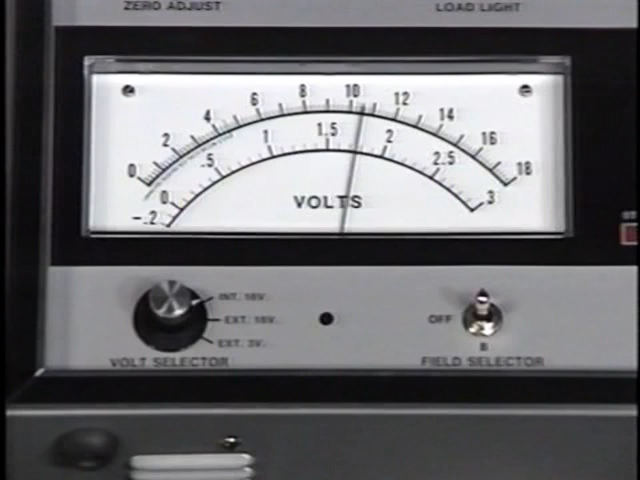 ZERO ADJUST LOAD LIGHT
0 2 4 6 8 10 12 14 16 18
-.2 0 .5 1 1.5 2 2.5 3
VOLTS
INT. 18V.
EXT. 18V.
EXT. 3V.
OFF
B
VOLT SELECTOR FIELD SELECTOR